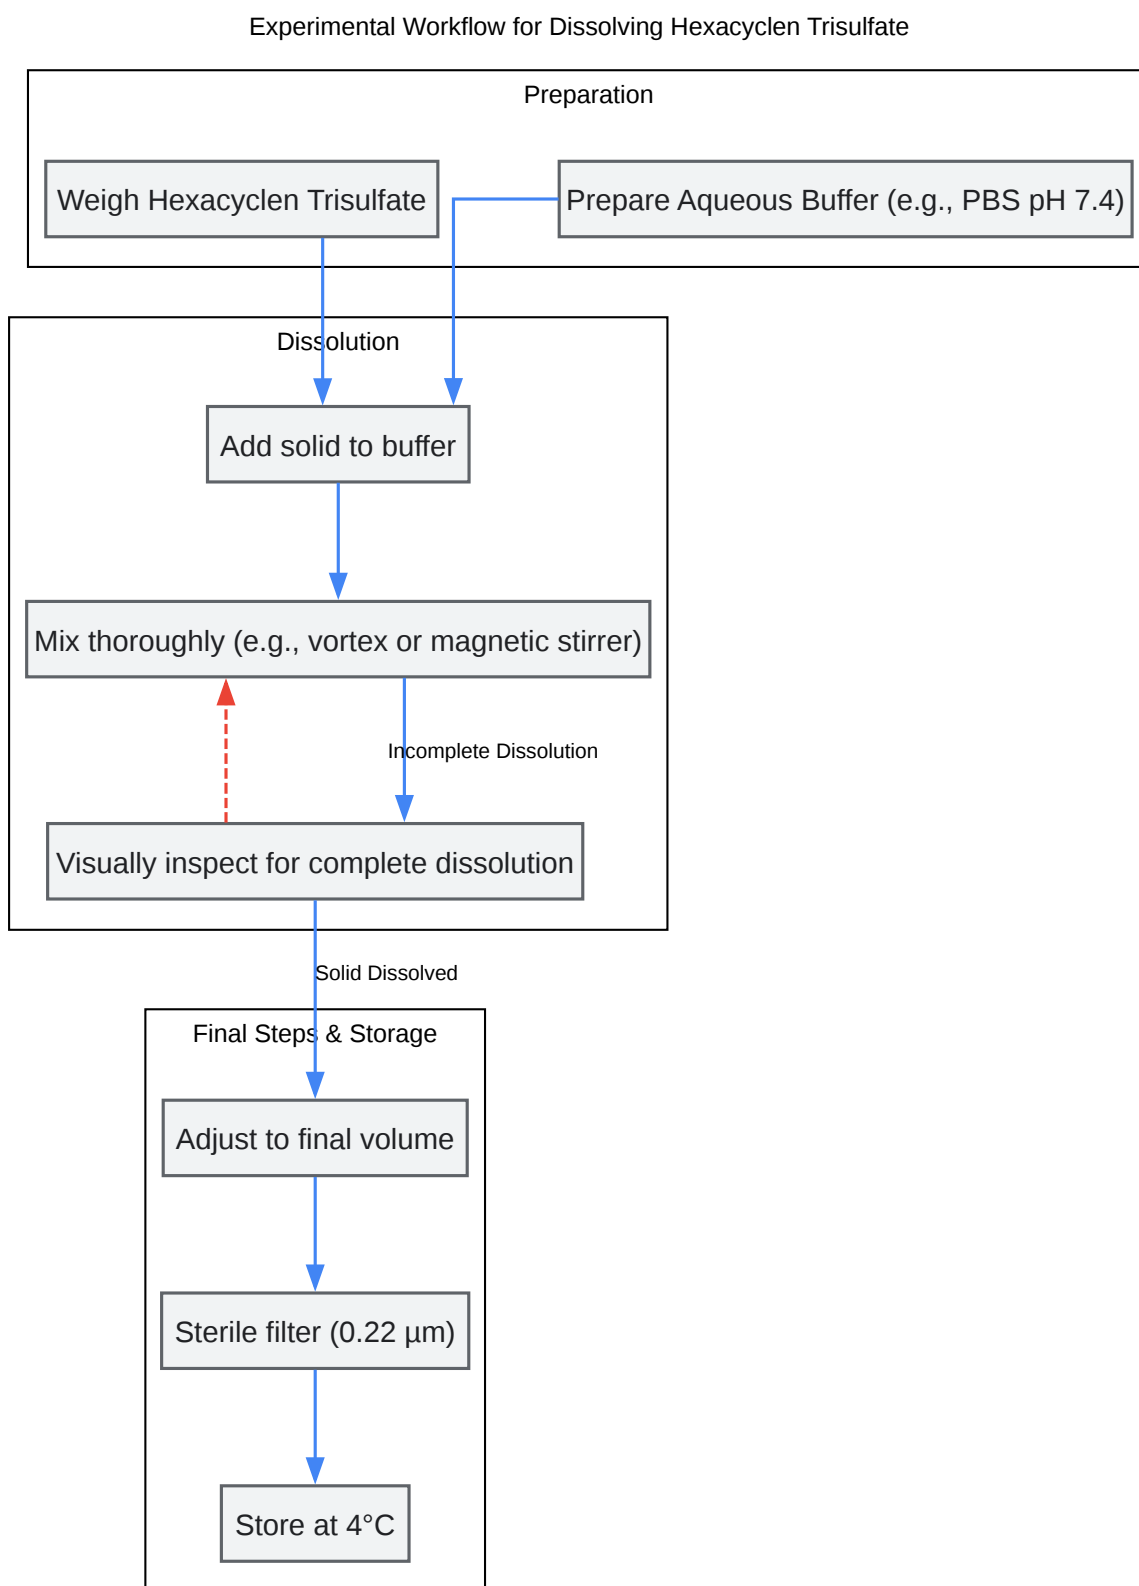 Experimental Workflow for Dissolving Hexacyclen Trisulfate
Preparation
Weigh Hexacyclen Trisulfate
Prepare Aqueous Buffer (e.g., PBS pH 7.4)
Dissolution
Add solid to buffer
Mix thoroughly (e.g., vortex or magnetic stirrer)
Incomplete Dissolution
Visually inspect for complete dissolution
Solid Dissolved
Final Steps & Storage
Adjust to final volume
Sterile filter (0.22 µm)
Store at 4°C